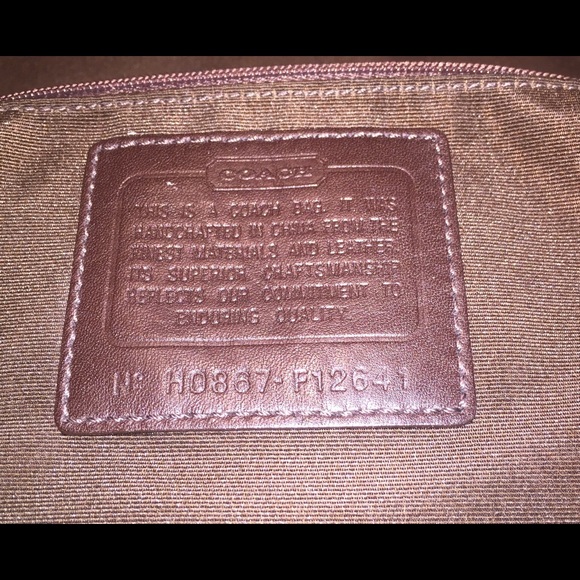 COACH
THIS IS A COACH BAG. IT WAS
HANDCRAFTED IN CHINA FROM THE
FINEST MATERIALS AND LEATHER.
ITS SUPERIOR CRAFTSMANSHIP
REFLECTS OUR COMMITMENT TO
ENDURING QUALITY.
Nº H0867-F12641